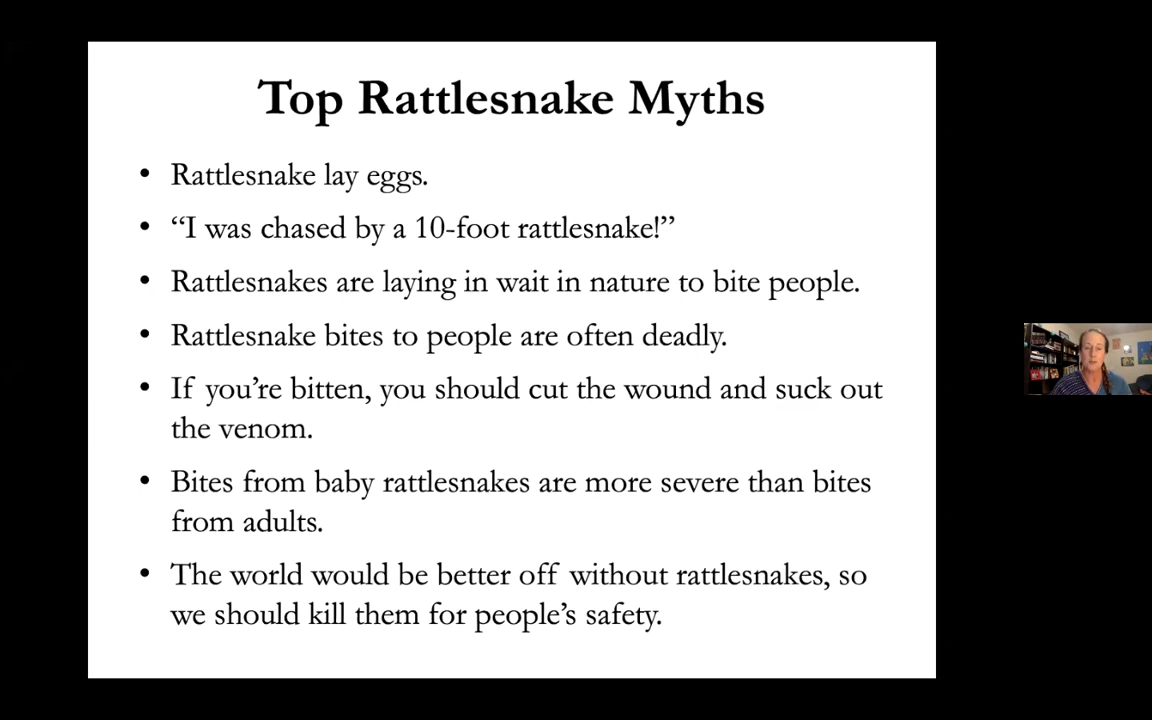 Top Rattlesnake Myths
• Rattlesnake lay eggs.
• “I was chased by a 10-foot rattlesnake!”
• Rattlesnakes are laying in wait in nature to bite people.
• Rattlesnake bites to people are often deadly.
• If you’re bitten, you should cut the wound and suck out
the venom.
• Bites from baby rattlesnakes are more severe than bites
from adults.
• The world would be better off without rattlesnakes, so
we should kill them for people’s safety.